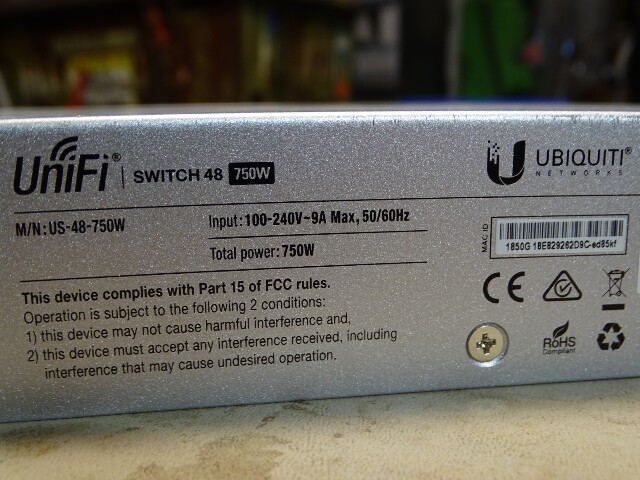 UniFi® | SWITCH 48 750W
UBIQUITI®
NETWORKS
M/N: US-48-750W
Input: 100-240V~9A Max, 50/60Hz
Total power: 750W
MAC ID
1850G 18E829262D9C-ed85kf
This device complies with Part 15 of FCC rules.
Operation is subject to the following 2 conditions:
1) this device may not cause harmful interference and,
2) this device must accept any interference received, including
interference that may cause undesired operation.
CE
RoHS
Compliant